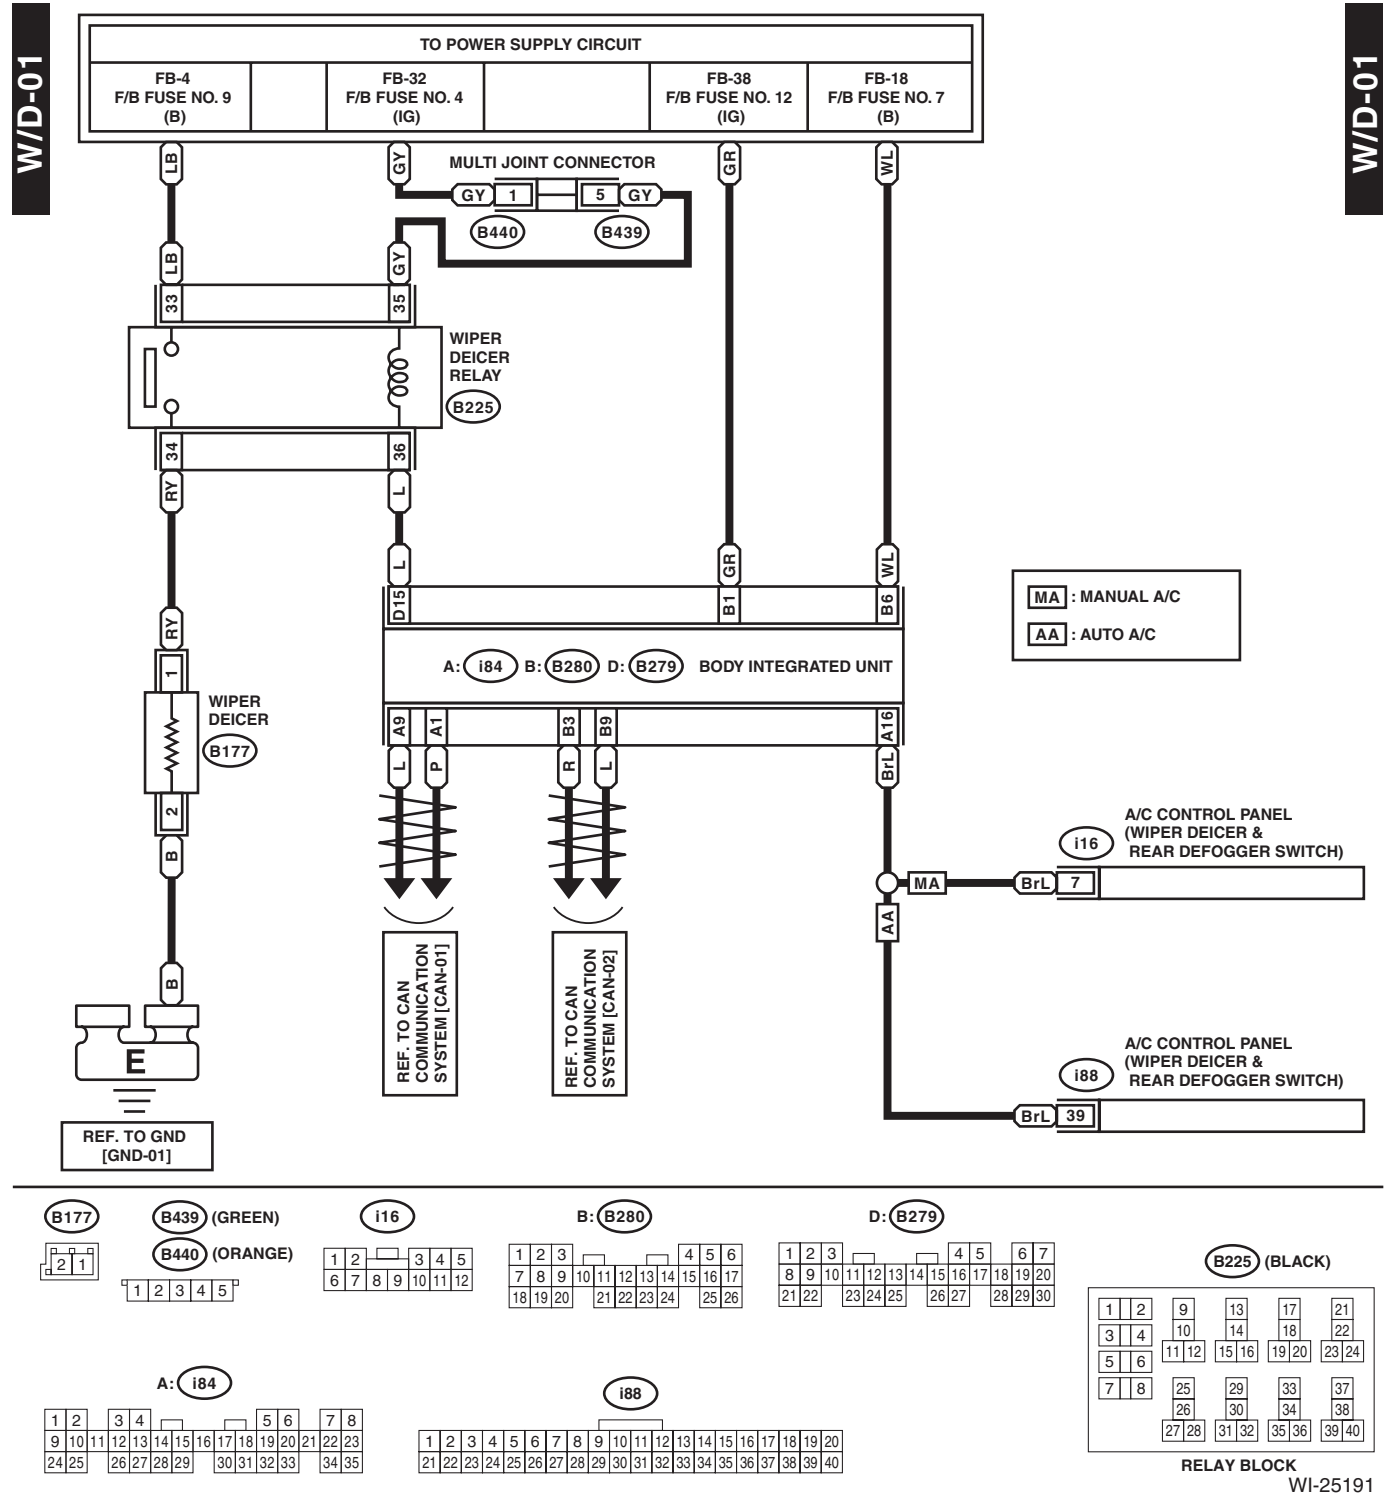 W/D-01
W/D-01
TO POWER SUPPLY CIRCUIT
FB-4
F/B FUSE NO. 9
(B)
FB-32
F/B FUSE NO. 4
(IG)
FB-38
F/B FUSE NO. 12
(IG)
FB-18
F/B FUSE NO. 7
(B)
LB
GY
GR
WL
MULTI JOINT CONNECTOR
GY 1 5 GY
B440
B439
LB
GY
33
35
WIPER
DEICER
RELAY
B225
34
36
RY
L
L
GR
WL
D15
B1
B6
MA : MANUAL A/C
AA : AUTO A/C
A: i84 B: B280 D: B279 BODY INTEGRATED UNIT
RY
1
WIPER
DEICER
B177
2
B
B
A9
A1
B3
B9
A16
L
P
R
L
BrL
A/C CONTROL PANEL
(WIPER DEICER &
REAR DEFOGGER SWITCH)
i16
MA
BrL 7
AA
REF. TO CAN
COMMUNICATION
SYSTEM [CAN-01]
REF. TO CAN
COMMUNICATION
SYSTEM [CAN-02]
A/C CONTROL PANEL
(WIPER DEICER &
REAR DEFOGGER SWITCH)
i88
BrL 39
E
REF. TO GND
[GND-01]
B177
2 1
B439 (GREEN)
B440 (ORANGE)
1 2 3 4 5
i16
1 2 3 4 5
6 7 8 9 10 11 12
B: B280
1 2 3 4 5 6
7 8 9 10 11 12 13 14 15 16 17
18 19 20 21 22 23 24 25 26
D: B279
1 2 3 4 5 6 7
8 9 10 11 12 13 14 15 16 17 18 19 20
21 22 23 24 25 26 27 28 29 30
B225 (BLACK)
1 2 9 13 17 21
3 4 10 14 18 22
5 6 11 12 15 16 19 20 23 24
7 8 25 29 33 37
26 30 34 38
27 28 31 32 35 36 39 40
RELAY BLOCK
A: i84
1 2 3 4 5 6 7 8
9 10 11 12 13 14 15 16 17 18 19 20 21 22 23
24 25 26 27 28 29 30 31 32 33 34 35
i88
1 2 3 4 5 6 7 8 9 10 11 12 13 14 15 16 17 18 19 20
21 22 23 24 25 26 27 28 29 30 31 32 33 34 35 36 37 38 39 40
WI-25191